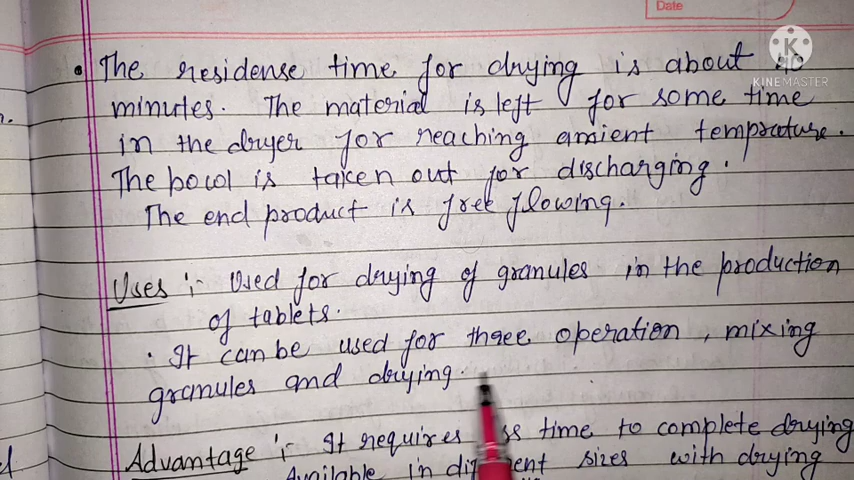 Date
K
KINEMASTER
• The residense time for drying is about
minutes. The material is left for some time
in the dryer for reaching amient temprature.
The bowl is taken out for discharging.
The end product is free flowing.
Uses :- Used for drying of granules in the production
of tablets.
• It can be used for three operation, mixing
granules and drying.
Advantage :- It requires time to complete drying
Available in sizes with drying